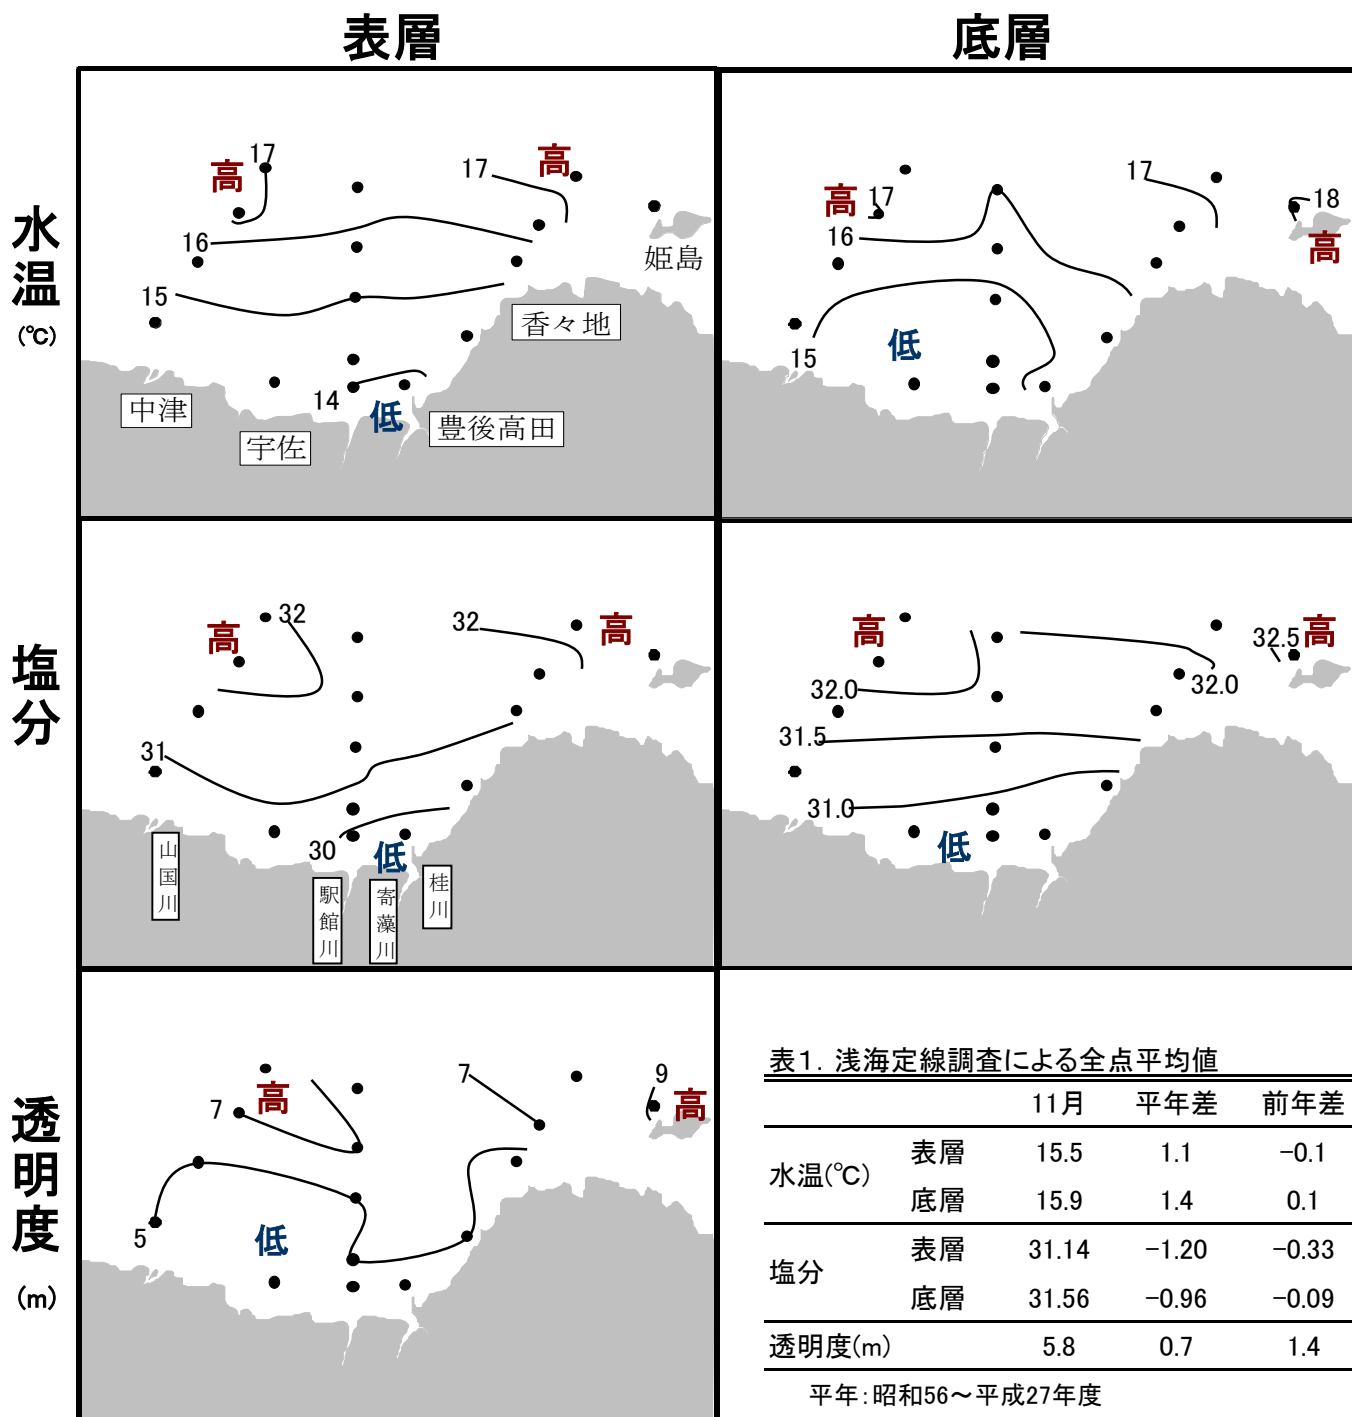 表層
底層
水温
(℃)
高
17
17
高
16
15
14
低
姫島
香々地
中津
宇佐
豊後高田
高
17
17
18
高
16
15
低
塩分
高
32
32
高
31
30
低
山国川
駅館川
寄藻川
桂川
高
32.5
高
32.0
32.0
31.5
31.0
低
透明度
(m)
高
7
7
9
高
5
低
表1. 浅海定線調査による全点平均値
11月 平年差 前年差
水温(℃) 表層 15.5 1.1 -0.1
底層 15.9 1.4 0.1
塩分 表層 31.14 -1.20 -0.33
底層 31.56 -0.96 -0.09
透明度(m) 5.8 0.7 1.4
平年:昭和56～平成27年度